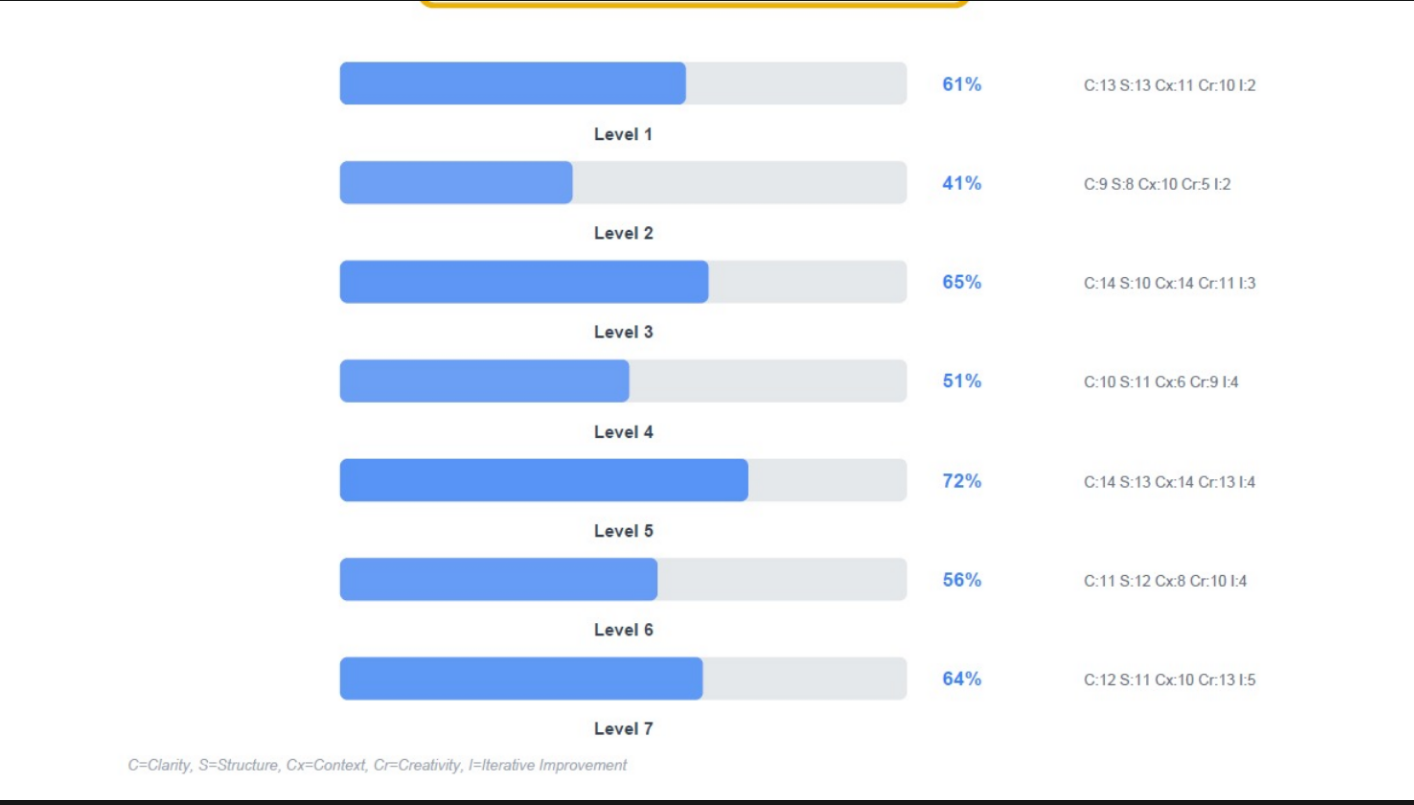 61% C:13 S:13 Cx:11 Cr:10 I:2
Level 1
41% C:9 S:8 Cx:10 Cr:5 I:2
Level 2
65% C:14 S:10 Cx:14 Cr:11 I:3
Level 3
51% C:10 S:11 Cx:6 Cr:9 I:4
Level 4
72% C:14 S:13 Cx:14 Cr:13 I:4
Level 5
56% C:11 S:12 Cx:8 Cr:10 I:4
Level 6
64% C:12 S:11 Cx:10 Cr:13 I:5
Level 7
C=Clarity, S=Structure, Cx=Context, Cr=Creativity, I=Iterative Improvement